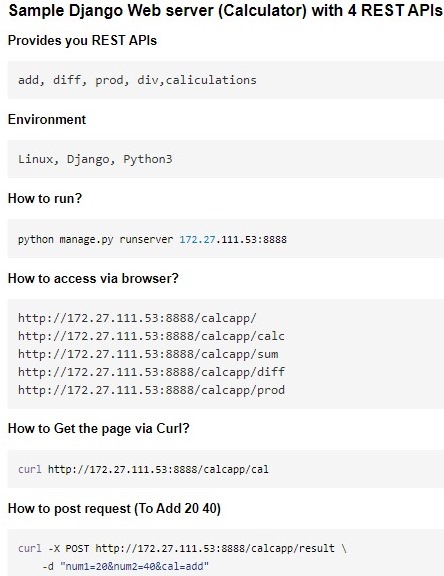 Sample Django Web server (Calculator) with 4 REST APIs
Provides you REST APIs
add, diff, prod, div,caliculations
Environment
Linux, Django, Python3
How to run?
python manage.py runserver 172.27.111.53:8888
How to access via browser?
http://172.27.111.53:8888/calcapp/
http://172.27.111.53:8888/calcapp/calc
http://172.27.111.53:8888/calcapp/sum
http://172.27.111.53:8888/calcapp/diff
http://172.27.111.53:8888/calcapp/prod
How to Get the page via Curl?
curl http://172.27.111.53:8888/calcapp/cal
How to post request (To Add 20 40)
curl -X POST http://172.27.111.53:8888/calcapp/result \
-d "num1=20&num2=40&cal=add"